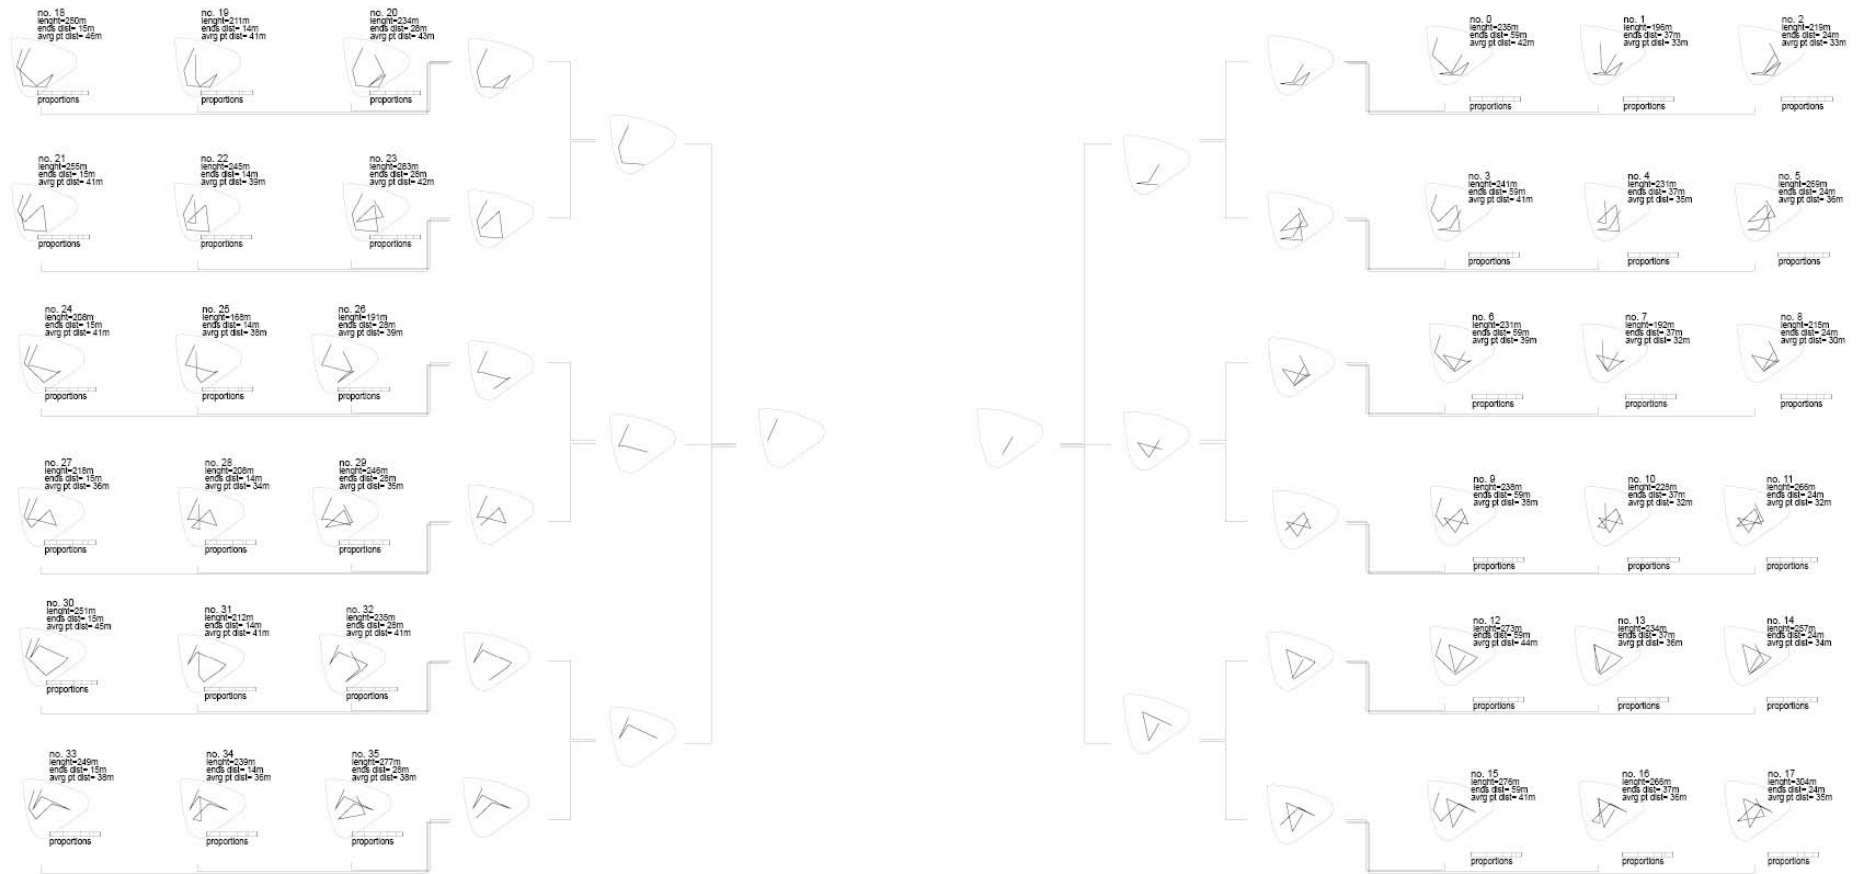 no. 18
lenght=250m
ends dist= 15m
avrg pt dist= 46m
proportions
no. 19
lenght=211m
ends dist= 14m
avrg pt dist= 41m
proportions
no. 20
lenght=234m
ends dist= 28m
avrg pt dist= 43m
proportions
no. 0
lenght=235m
ends dist= 59m
avrg pt dist= 42m
proportions
no. 1
lenght=196m
ends dist= 37m
avrg pt dist= 33m
proportions
no. 2
lenght=219m
ends dist= 24m
avrg pt dist= 33m
proportions
no. 21
lenght=255m
ends dist= 15m
avrg pt dist= 41m
proportions
no. 22
lenght=245m
ends dist= 14m
avrg pt dist= 39m
proportions
no. 23
lenght=283m
ends dist= 28m
avrg pt dist= 42m
proportions
no. 3
lenght=241m
ends dist= 59m
avrg pt dist= 41m
proportions
no. 4
lenght=231m
ends dist= 37m
avrg pt dist= 35m
proportions
no. 5
lenght=269m
ends dist= 24m
avrg pt dist= 36m
proportions
no. 24
lenght=208m
ends dist= 15m
avrg pt dist= 41m
proportions
no. 25
lenght=168m
ends dist= 14m
avrg pt dist= 38m
proportions
no. 26
lenght=191m
ends dist= 28m
avrg pt dist= 39m
proportions
no. 6
lenght=231m
ends dist= 59m
avrg pt dist= 39m
proportions
no. 7
lenght=192m
ends dist= 37m
avrg pt dist= 32m
proportions
no. 8
lenght=215m
ends dist= 24m
avrg pt dist= 30m
proportions
no. 27
lenght=218m
ends dist= 15m
avrg pt dist= 36m
proportions
no. 28
lenght=208m
ends dist= 14m
avrg pt dist= 34m
proportions
no. 29
lenght=246m
ends dist= 28m
avrg pt dist= 36m
proportions
no. 9
lenght=238m
ends dist= 59m
avrg pt dist= 38m
proportions
no. 10
lenght=228m
ends dist= 37m
avrg pt dist= 32m
proportions
no. 11
lenght=266m
ends dist= 24m
avrg pt dist= 32m
proportions
no. 30
lenght=251m
ends dist= 15m
avrg pt dist= 45m
proportions
no. 31
lenght=212m
ends dist= 14m
avrg pt dist= 41m
proportions
no. 32
lenght=235m
ends dist= 28m
avrg pt dist= 41m
proportions
no. 12
lenght=273m
ends dist= 59m
avrg pt dist= 44m
proportions
no. 13
lenght=234m
ends dist= 37m
avrg pt dist= 36m
proportions
no. 14
lenght=257m
ends dist= 24m
avrg pt dist= 34m
proportions
no. 33
lenght=249m
ends dist= 15m
avrg pt dist= 38m
proportions
no. 34
lenght=239m
ends dist= 14m
avrg pt dist= 36m
proportions
no. 35
lenght=277m
ends dist= 28m
avrg pt dist= 38m
proportions
no. 15
lenght=276m
ends dist= 59m
avrg pt dist= 41m
proportions
no. 16
lenght=266m
ends dist= 37m
avrg pt dist= 36m
proportions
no. 17
lenght=304m
ends dist= 24m
avrg pt dist= 35m
proportions